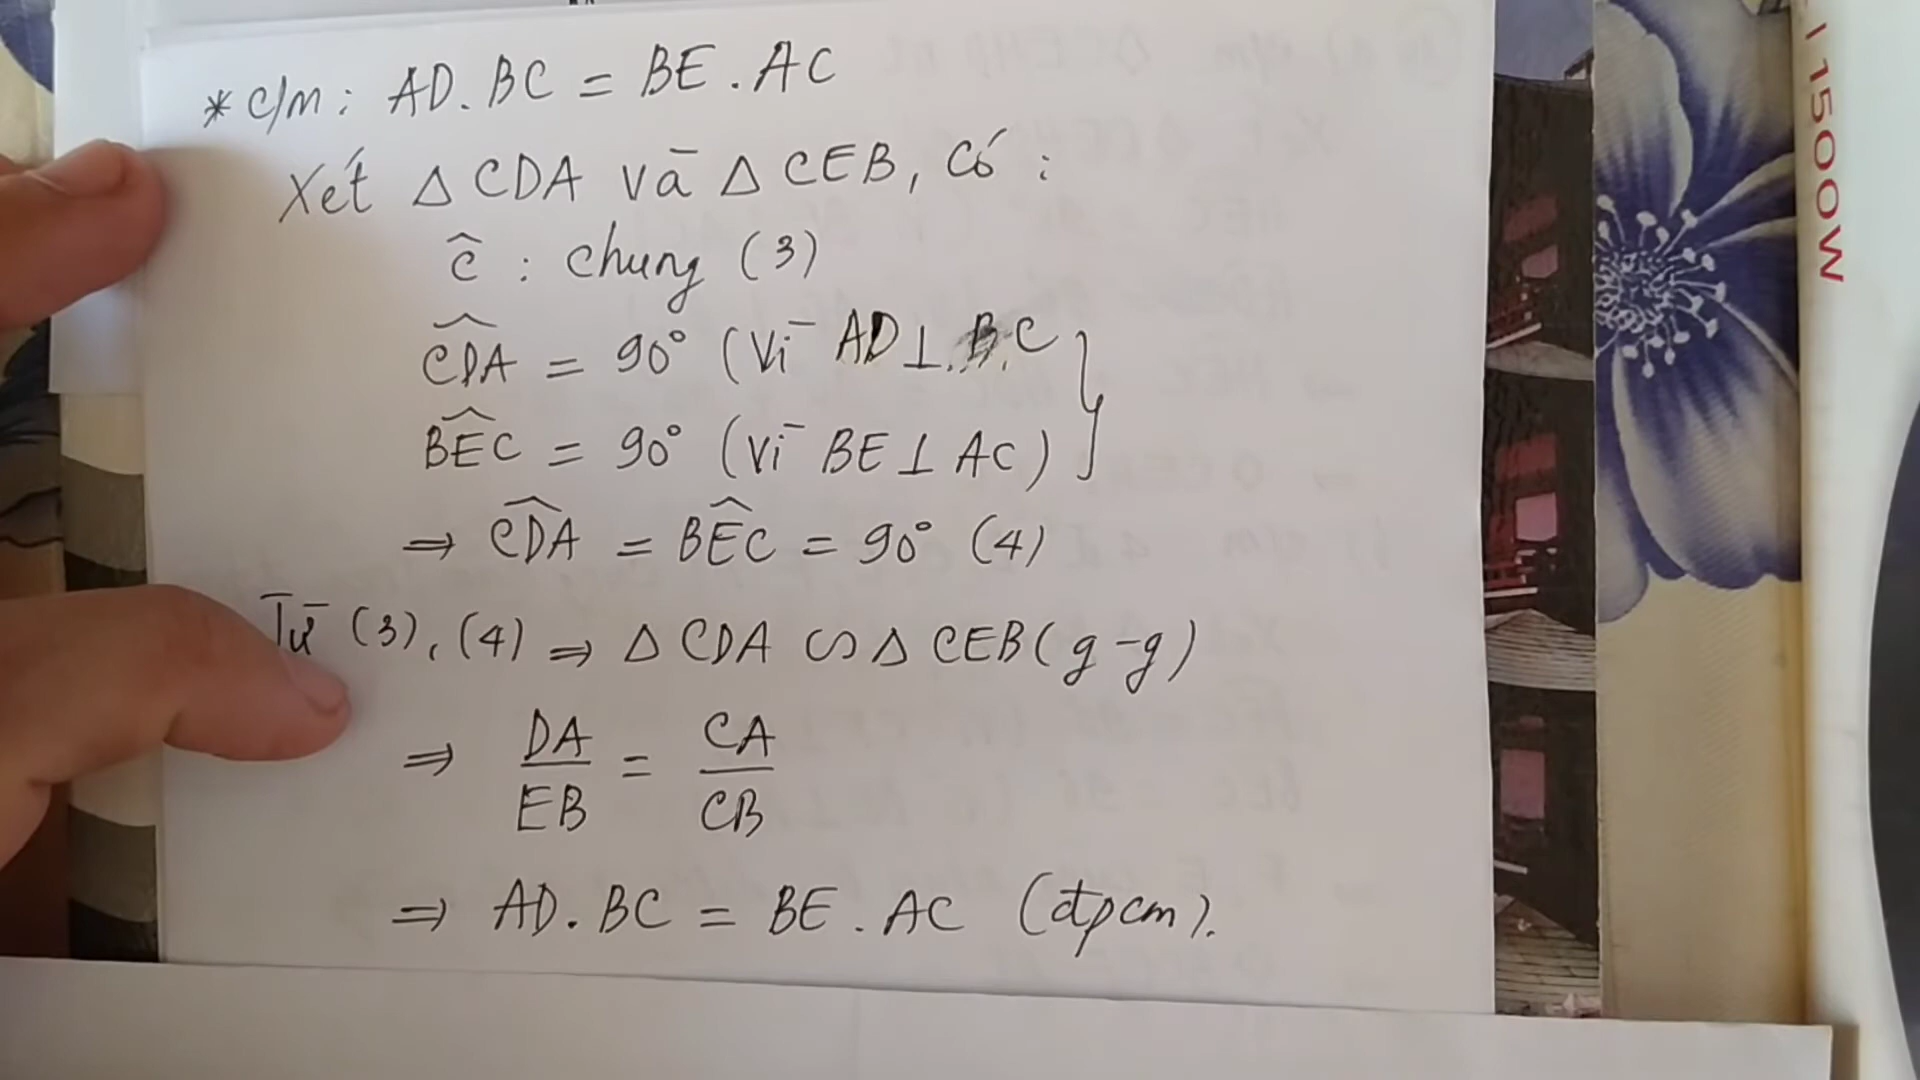 * c/m: AD.BC = BE.AC
Xét Δ CDA và Δ CEB, có:
Ĉ : chung (3)
CDA^ = 90° (Vì AD ⊥ BC
BEC^ = 90° (Vì BE ⊥ AC) }
⇒ CDA^ = BEC^ = 90° (4)
Từ (3), (4) ⇒ Δ CDA ∽ Δ CEB (g-g)
⇒ DA/EB = CA/CB
⇒ AD.BC = BE.AC (đpcm).
1500W